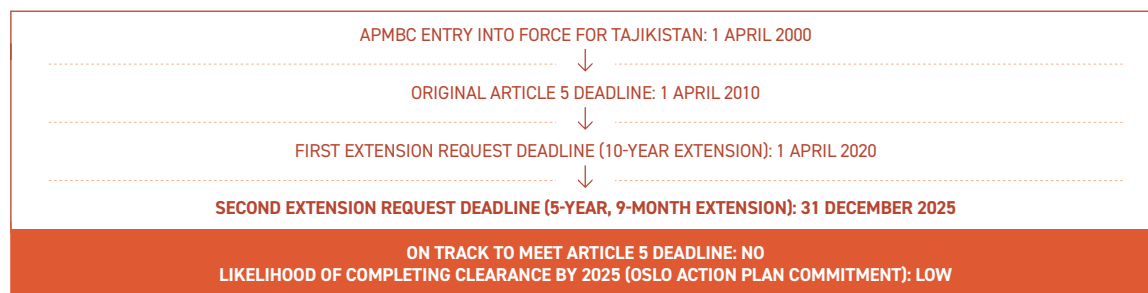 APMBC ENTRY INTO FORCE FOR TAJIKISTAN: 1 APRIL 2000
ORIGINAL ARTICLE 5 DEADLINE: 1 APRIL 2010
FIRST EXTENSION REQUEST DEADLINE (10-YEAR EXTENSION): 1 APRIL 2020
SECOND EXTENSION REQUEST DEADLINE (5-YEAR, 9-MONTH EXTENSION): 31 DECEMBER 2025
ON TRACK TO MEET ARTICLE 5 DEADLINE: NO
LIKELIHOOD OF COMPLETING CLEARANCE BY 2025 (OSLO ACTION PLAN COMMITMENT): LOW